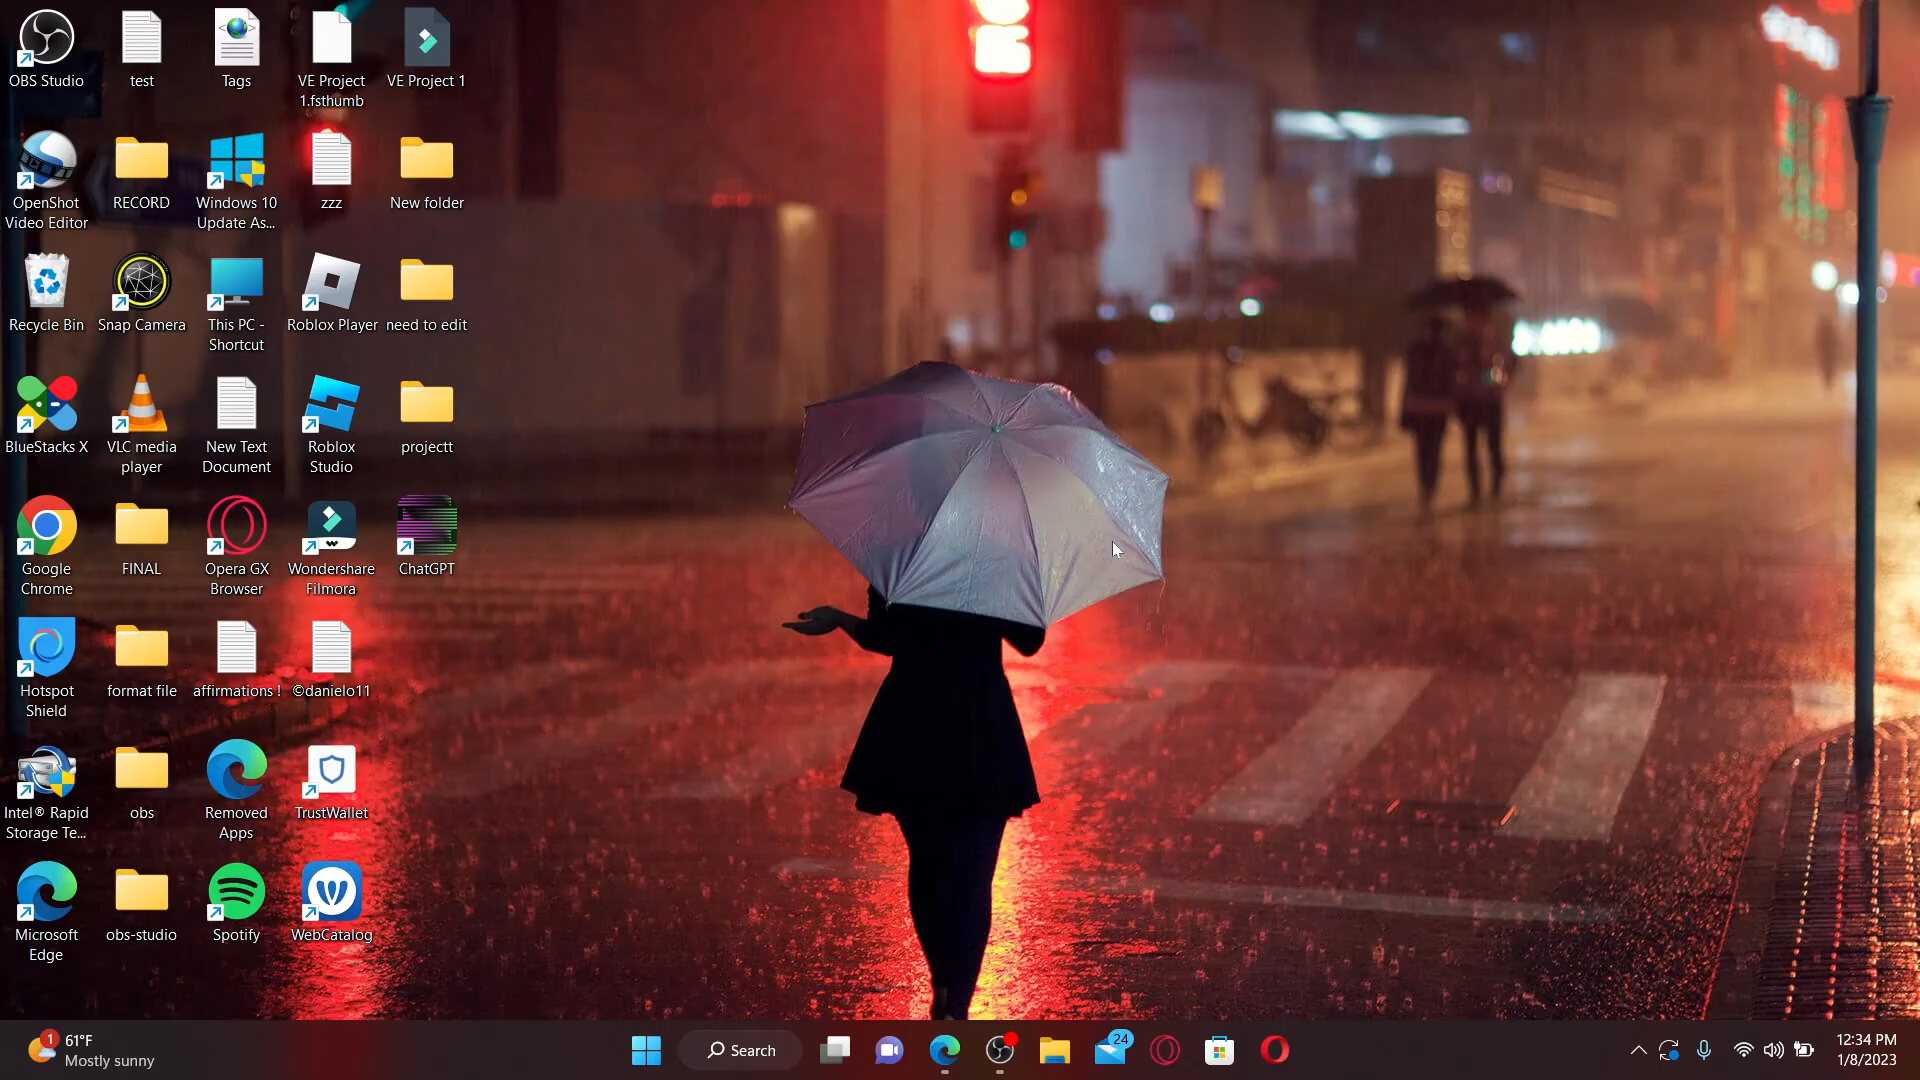 OBS Studio
test
Tags
VE Project
1.fsthumb
VE Project 1
OpenShot
Video Editor
RECORD
Windows 10
Update As...
zzz
New folder
Recycle Bin
Snap Camera
This PC -
Shortcut
Roblox Player
need to edit
BlueStacks X
VLC media
player
New Text
Document
Roblox
Studio
projectt
Google
Chrome
FINAL
Opera GX
Browser
Wondershare
Filmora
ChatGPT
Hotspot
Shield
format file
affirmations !
©danielo11
Intel® Rapid
Storage Te...
obs
Removed
Apps
TrustWallet
Microsoft
Edge
obs-studio
Spotify
WebCatalog
1
61°F
Mostly sunny
Search
24
12:34 PM
1/8/2023